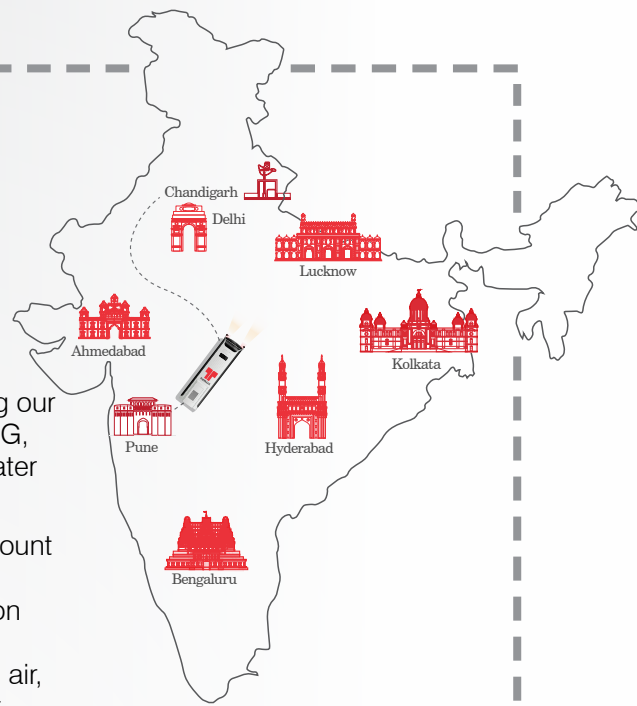 Chandigarh
Delhi
Lucknow
Ahmedabad
Kolkata
g our
G,
Pune
Hyderabad
ater
ount
Bengaluru
on
air,